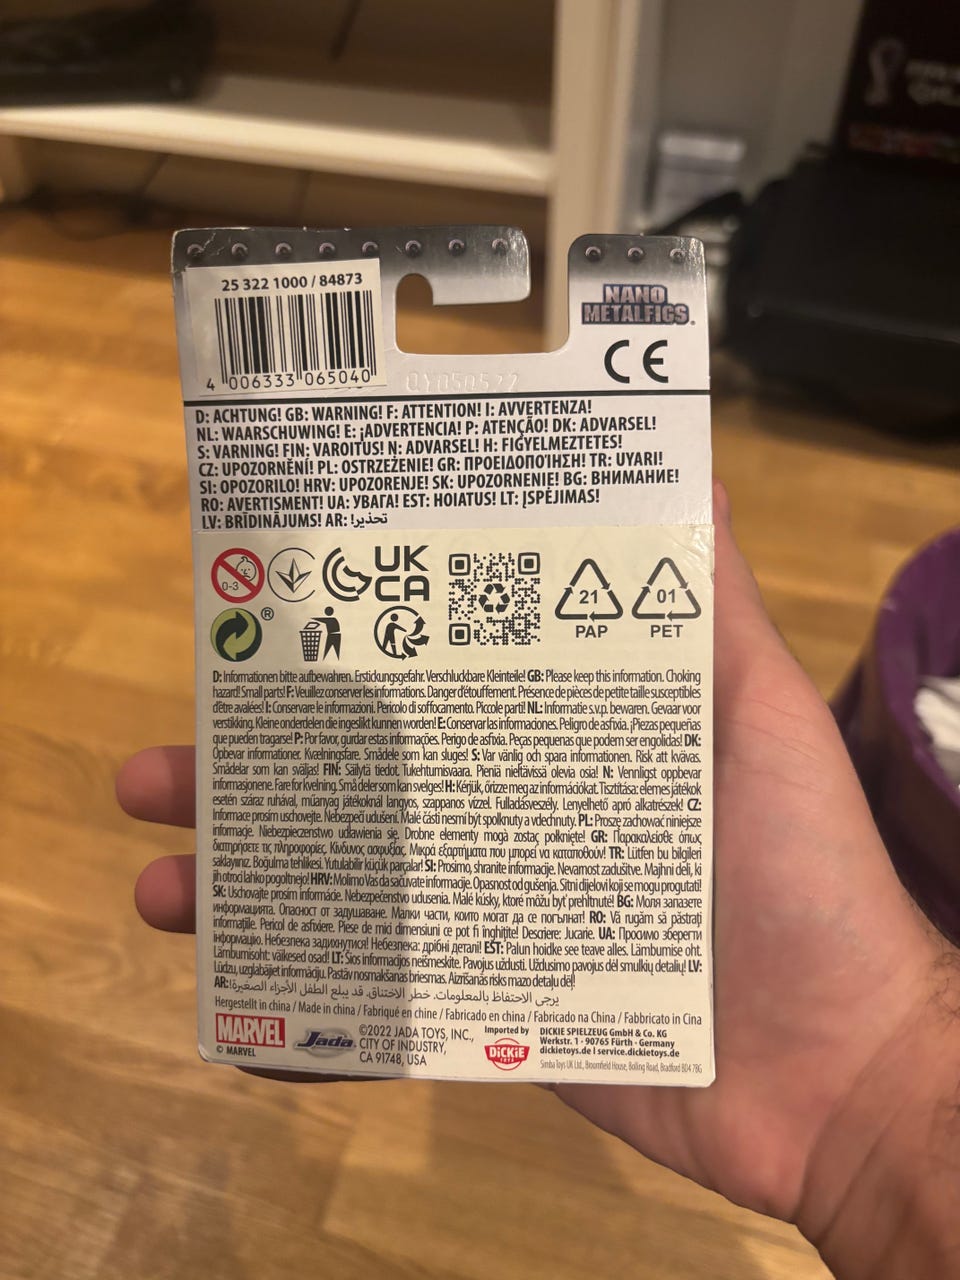 25 322 1000 / 84873
4 006333 065040
NANO
METALFIGS®
CE
QY050522
D: ACHTUNG! GB: WARNING! F: ATTENTION! I: AVVERTENZA!
NL: WAARSCHUWING! E: ¡ADVERTENCIA! P: ATENÇÃO! DK: ADVARSEL!
S: VARNING! FIN: VAROITUS! N: ADVARSEL! H: FIGYELMEZTETES!
CZ: UPOZORNĚNÍ! PL: OSTRZEŻENIE! GR: ΠΡΟΕΙΔΟΠΟΊΗΣΗ! TR: UYARI!
SI: OPOZORILO! HRV: UPOZORENJE! SK: UPOZORNENIE! BG: ВНИМАНИЕ!
RO: AVERTISMENT! UA: УВАГА! EST: HOIATUS! LT: ĮSPĖJIMAS!
LV: BRĪDINĀJUMS! AR: تحذير!
0-3
UK
CA
21
PAP
01
PET
®
D: Informationen bitte aufbewahren. Erstickungsgefahr. Verschluckbare Kleinteile! GB: Please keep this information. Choking
hazard! Small parts! F: Veuillez conserver les informations. Danger d'étouffement. Présence de pièces de petite taille susceptibles
d'être avalées! I: Conservare le informazioni. Pericolo di soffocamento. Piccole parti! NL: Informatie s.v.p. bewaren. Gevaar voor
verstikking. Kleine onderdelen die ingeslikt kunnen worden! E: Conservar las informaciones. Peligro de asfixia. ¡Piezas pequeñas
que pueden tragarse! P: Por favor, gurdar estas informações. Perigo de asfixia. Peças pequenas que podem ser engolidas! DK:
Opbevar informationer. Kvælningsfare. Smådele som kan sluges! S: Var vänlig och spara informationen. Risk att kvävas.
Smådelar som kan sväljas! FIN: Säilytä tiedot. Tukehtumisvaara. Pieniä nieltävissä olevia osia! N: Vennligst oppbevar
informasjonene. Fare for kvelning. Små deler som kan svelges! H: Kérjük, őrizze meg az információkat. Tisztítása: elemes játékok
esetén száraz ruhával, műanyag játékoknál langyos, szappanos vízzel. Fulladásveszély. Lenyelhető apró alkatrészek! CZ:
Informace prosím uschovejte. Nebezpečí udušení. Malé části nesmí být spolknuty a vdechnuty. PL: Proszę zachować niniejsze
informacje. Niebezpieczenstwo udławienia się. Drobne elementy mogą zostać połknięte! GR: Παρακαλείσθε όπως
διατηρήσετε τις πληροφορίες. Κίνδυνος ασφυξίας. Μικρά εξαρτήματα που μπορεί να καταποθούν! TR: Lütfen bu bilgileri
saklayınız. Boğulma tehlikesi. Yutulabilir küçük parçalar! SI: Prosimo, shranite informacije. Nevarnost zadušitve. Majhni deli, ki
jih otroci lahko pogoltnejo! HRV: Molimo Vas da sačuvate informacije. Opasnost od gušenja. Sitni dijelovi koji se mogu progutati!
SK: Uschovajte prosím informácie. Nebezpečenstvo udusenia. Malé kúsky, ktoré môžu byť prehltnuté! BG: Моля запазете
информацията. Опасност от задушаване. Малки части, които могат да се погълнат! RO: Vă rugăm să păstrați
informațiile. Pericol de asfixiere. Piese de mici dimensiuni ce pot fi înghițite! Descriere: Jucarie. UA: Просимо зберегти
інформацію. Небезпека задихнутися! Небезпека: дрібні деталі! EST: Palun hoidke see teave alles. Lämbumise oht.
Lämbumisoht: väikesed osad! LT: Šios informacijos neišmeskite. Pavojus uždusti. Uždusimo pavojus dėl smulkių detalių! LV:
Lūdzu, uzglabājiet informāciju. Pastāv nosmakšanas briesmas. Aizrīšanās risks mazo detaļu dēļ!
AR: يرجى الاحتفاظ بالمعلومات. خطر الاختناق. قد يبلع الطفل الأجزاء الصغيرة!
Hergestellt in china / Made in china / Fabriqué en chine / Fabricado en china / Fabricado na China / Fabbricato in Cina
MARVEL
© MARVEL
Jada
©2022 JADA TOYS, INC.,
CITY OF INDUSTRY,
CA 91748, USA
Imported by
DICKIE
TOYS
DICKIE SPIELZEUG GmbH & Co. KG
Werkstr. 1 · 90765 Fürth · Germany
dickietoys.de | service.dickietoys.de
Simba Toys UK Ltd., Broomfield House, Bolling Road, Bradford BD4 7BG